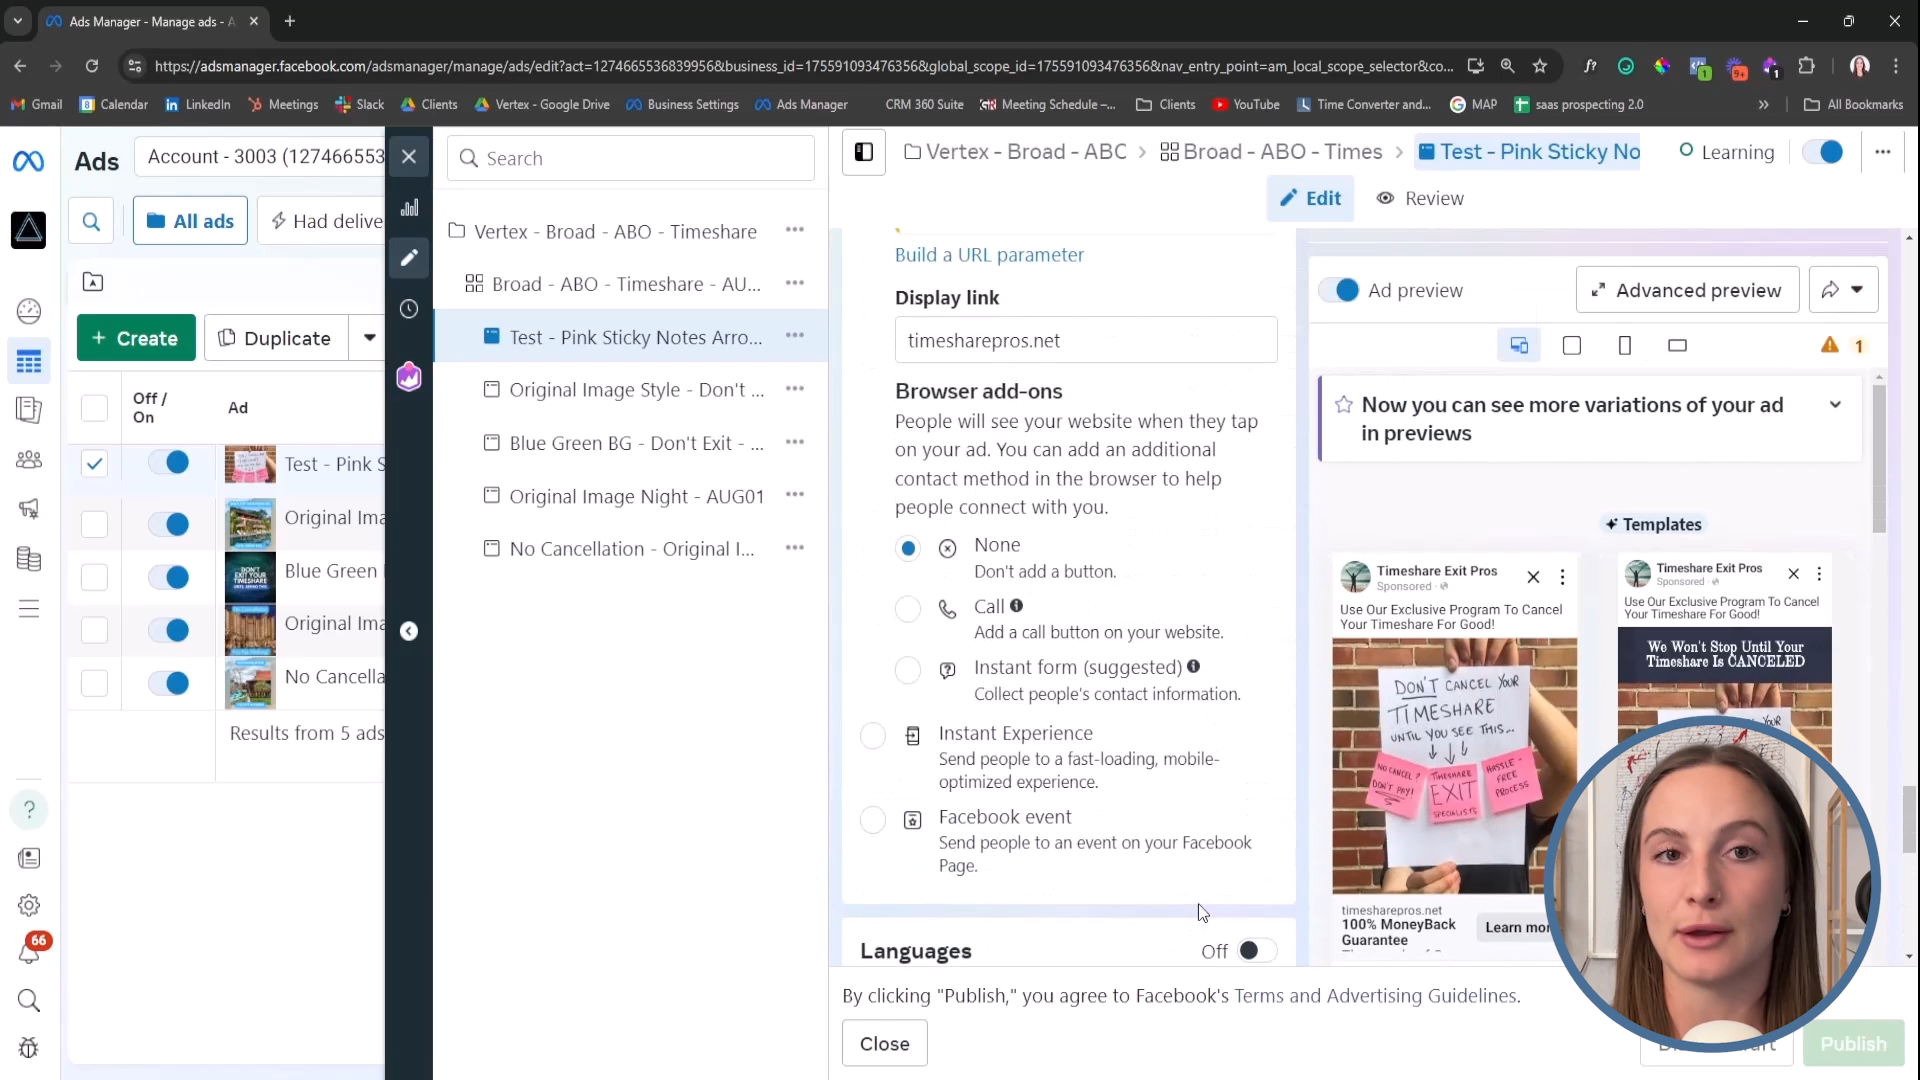 Ads Manager - Manage ads - A
https://adsmanager.facebook.com/adsmanager/manage/ads/edit?act=1274665536839956&business_id=175591093476356&global_scope_id=175591093476356&nav_entry_point=am_local_scope_selector&co...
Gmail
Calendar
LinkedIn
Meetings
Slack
Clients
Vertex - Google Drive
Business Settings
Ads Manager
CRM 360 Suite
Meeting Schedule -...
Clients
YouTube
Time Converter and...
MAP
saas prospecting 2.0
All Bookmarks
Ads
Account - 3003 (127466553
All ads
Had delive
Create
Duplicate
Off / On
Ad
Test - Pink S
Original Ima
Blue Green
Original Ima
No Cancella
Results from 5 ads
66
Search
Vertex - Broad - ABO - Timeshare
Broad - ABO - Timeshare - AU...
Test - Pink Sticky Notes Arro...
Original Image Style - Don't ...
Blue Green BG - Don't Exit - ...
Original Image Night - AUG01
No Cancellation - Original I...
Vertex - Broad - ABC
Broad - ABO - Times
Test - Pink Sticky No
Learning
Edit
Review
Build a URL parameter
Display link
timesharepros.net
Browser add-ons
People will see your website when they tap
on your ad. You can add an additional
contact method in the browser to help
people connect with you.
None
Don't add a button.
Call
Add a call button on your website.
Instant form (suggested)
Collect people's contact information.
Instant Experience
Send people to a fast-loading, mobile-
optimized experience.
Facebook event
Send people to an event on your Facebook
Page.
Languages
Off
By clicking "Publish," you agree to Facebook's Terms and Advertising Guidelines.
Close
Publish
Ad preview
Advanced preview
1
Now you can see more variations of your ad
in previews
Templates
Timeshare Exit Pros
Sponsored
Use Our Exclusive Program To Cancel
Your Timeshare For Good!
DON'T CANCEL YOUR
TIMESHARE
UNTIL YOU SEE THIS...
NO CANCEL?
DON'T PAY!
TIMESHARE
EXIT
SPECIALISTS
HASSLE-
FREE
PROCESS
timesharepros.net
100% MoneyBack
Guarantee
Learn mor
Timeshare Exit Pros
Sponsored
Use Our Exclusive Program To Cancel
Your Timeshare For Good!
We Won't Stop Until Your
Timeshare Is CANCELED